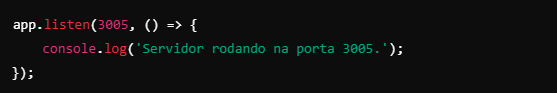 app.listen(3005, () => {
    console.log('Servidor rodando na porta 3005.');
});